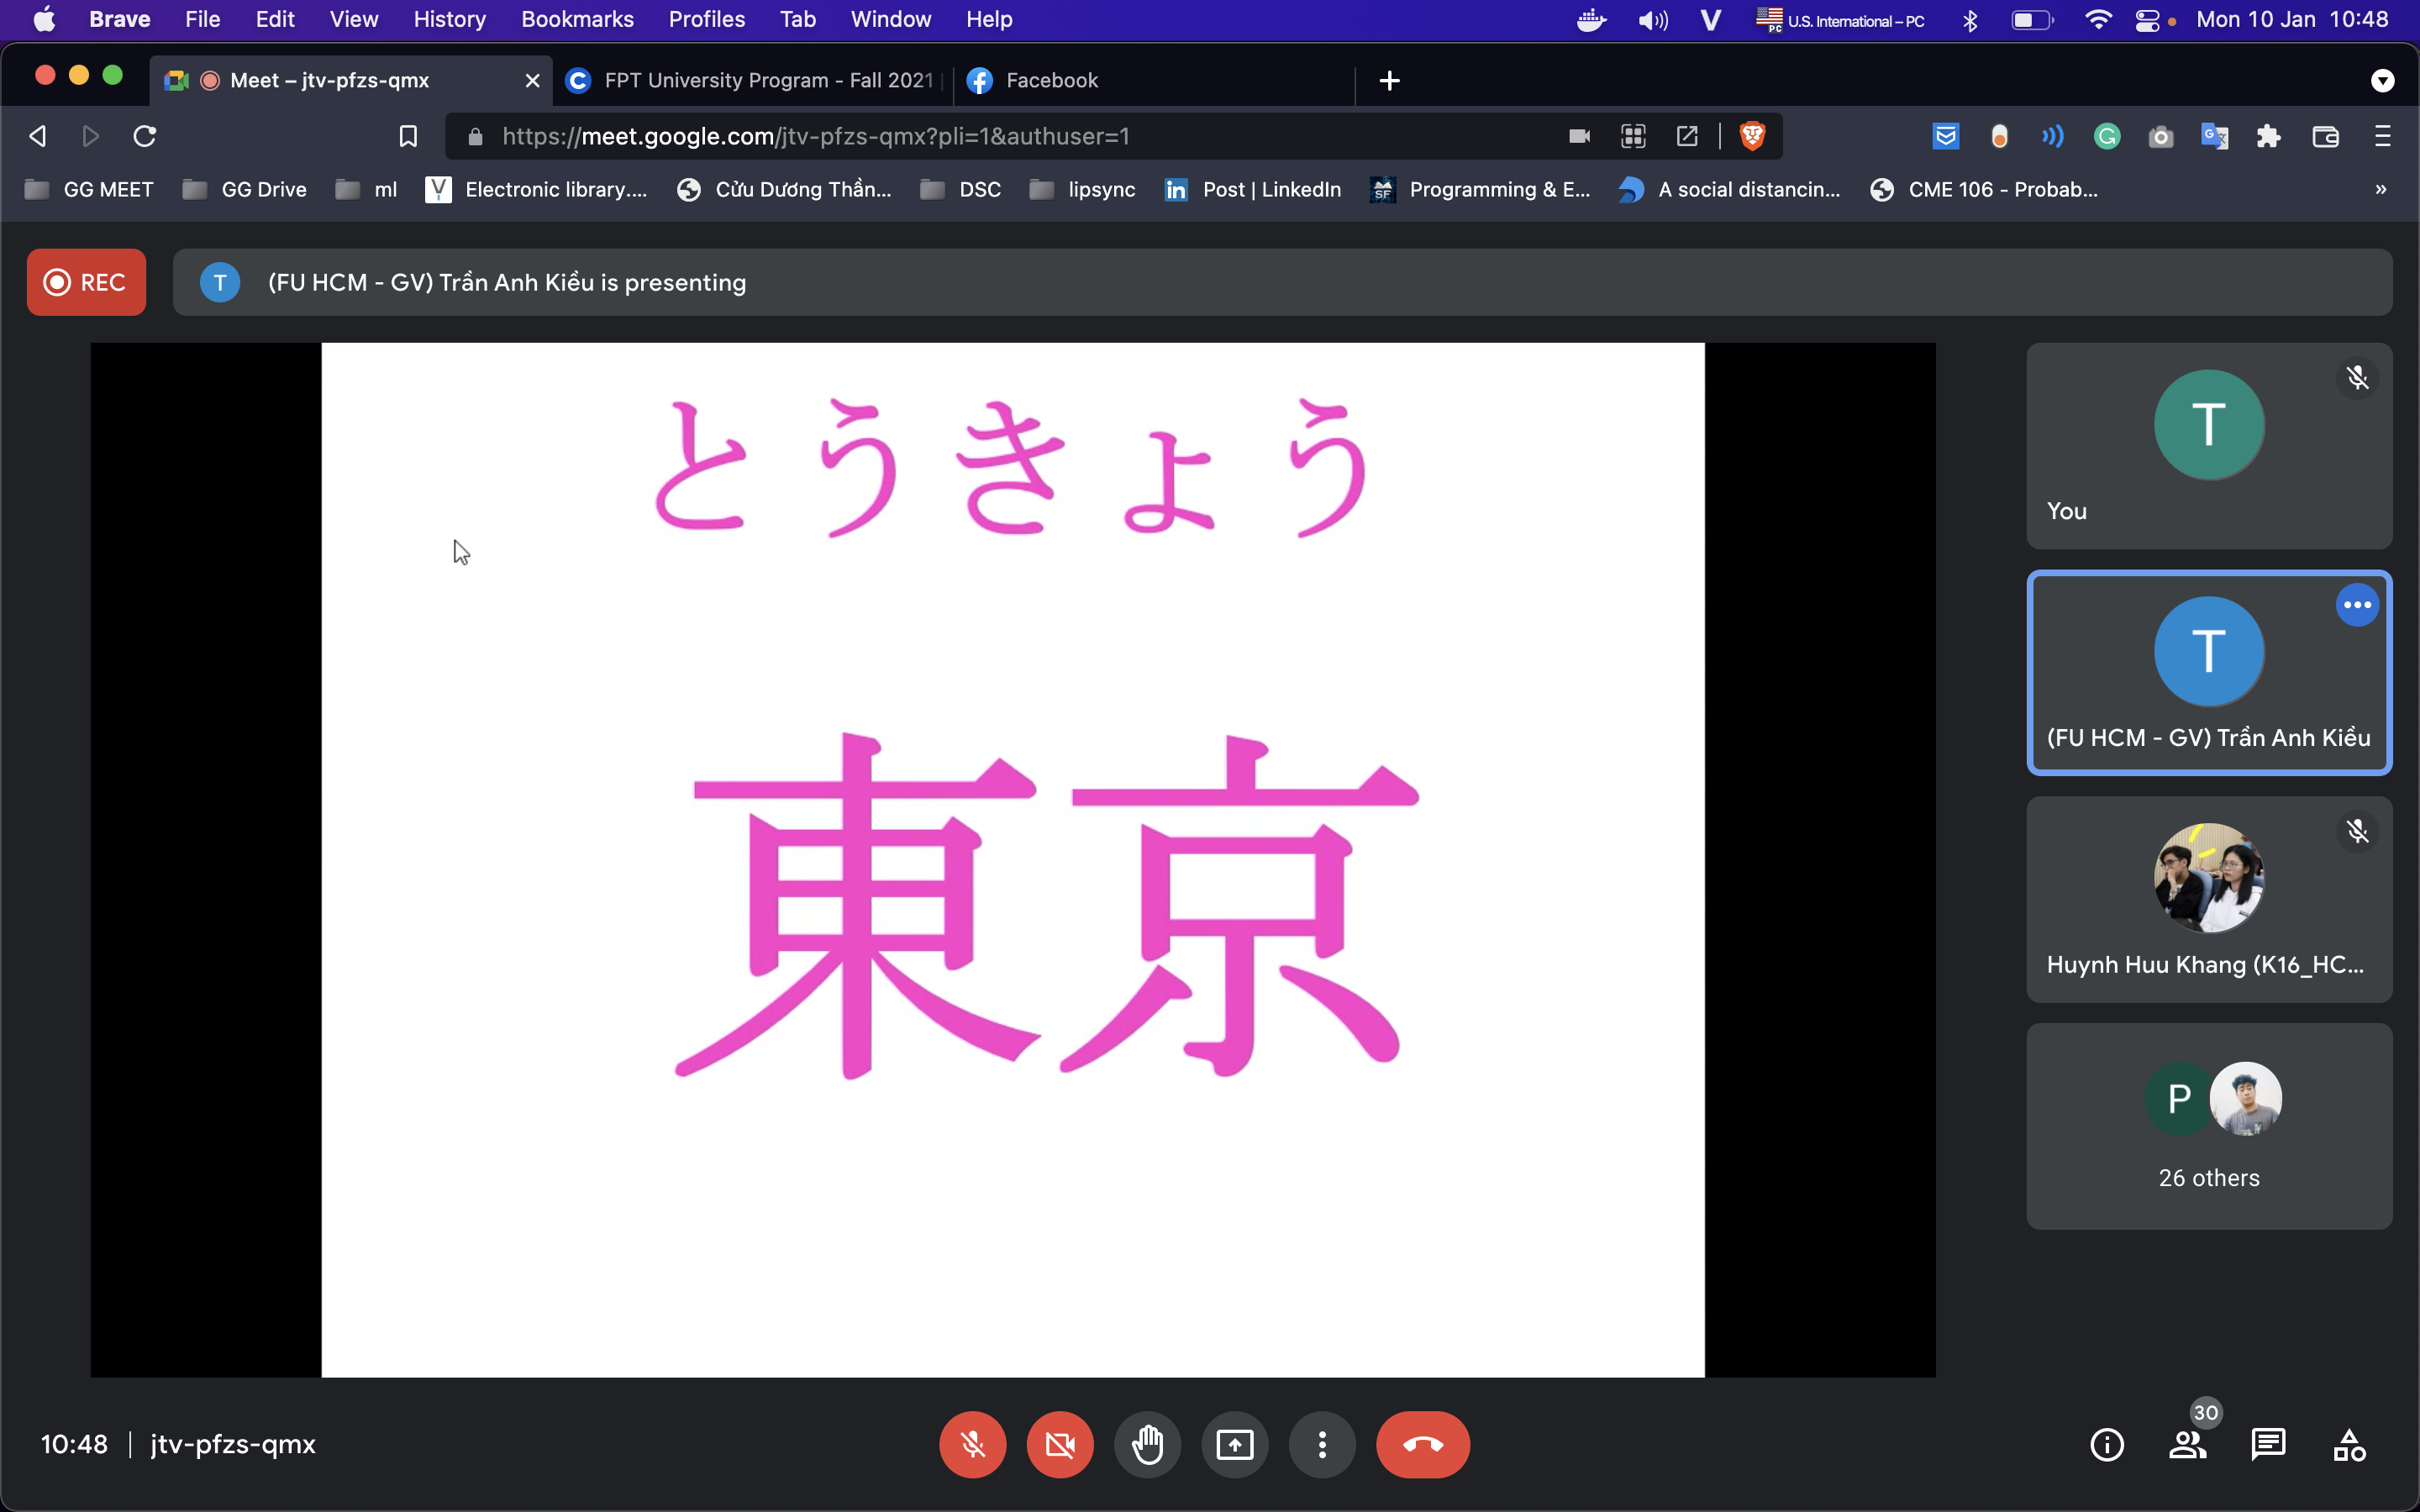 Brave File Edit View History Bookmarks Profiles Tab Window Help U.S. International – PC Mon 10 Jan 10:48
Meet – jtv-pfzs-qmx FPT University Program - Fall 2021 Facebook
https://meet.google.com/jtv-pfzs-qmx?pli=1&authuser=1
GG MEET GG Drive ml Electronic library.... Cửu Dương Thần... DSC lipsync Post | LinkedIn Programming & E... A social distancin... CME 106 - Probab... »
REC T (FU HCM - GV) Trần Anh Kiều is presenting
とうきょう
東京
T
You
T
(FU HCM - GV) Trần Anh Kiều
Huynh Huu Khang (K16_HC...
P
26 others
10:48 | jtv-pfzs-qmx
30